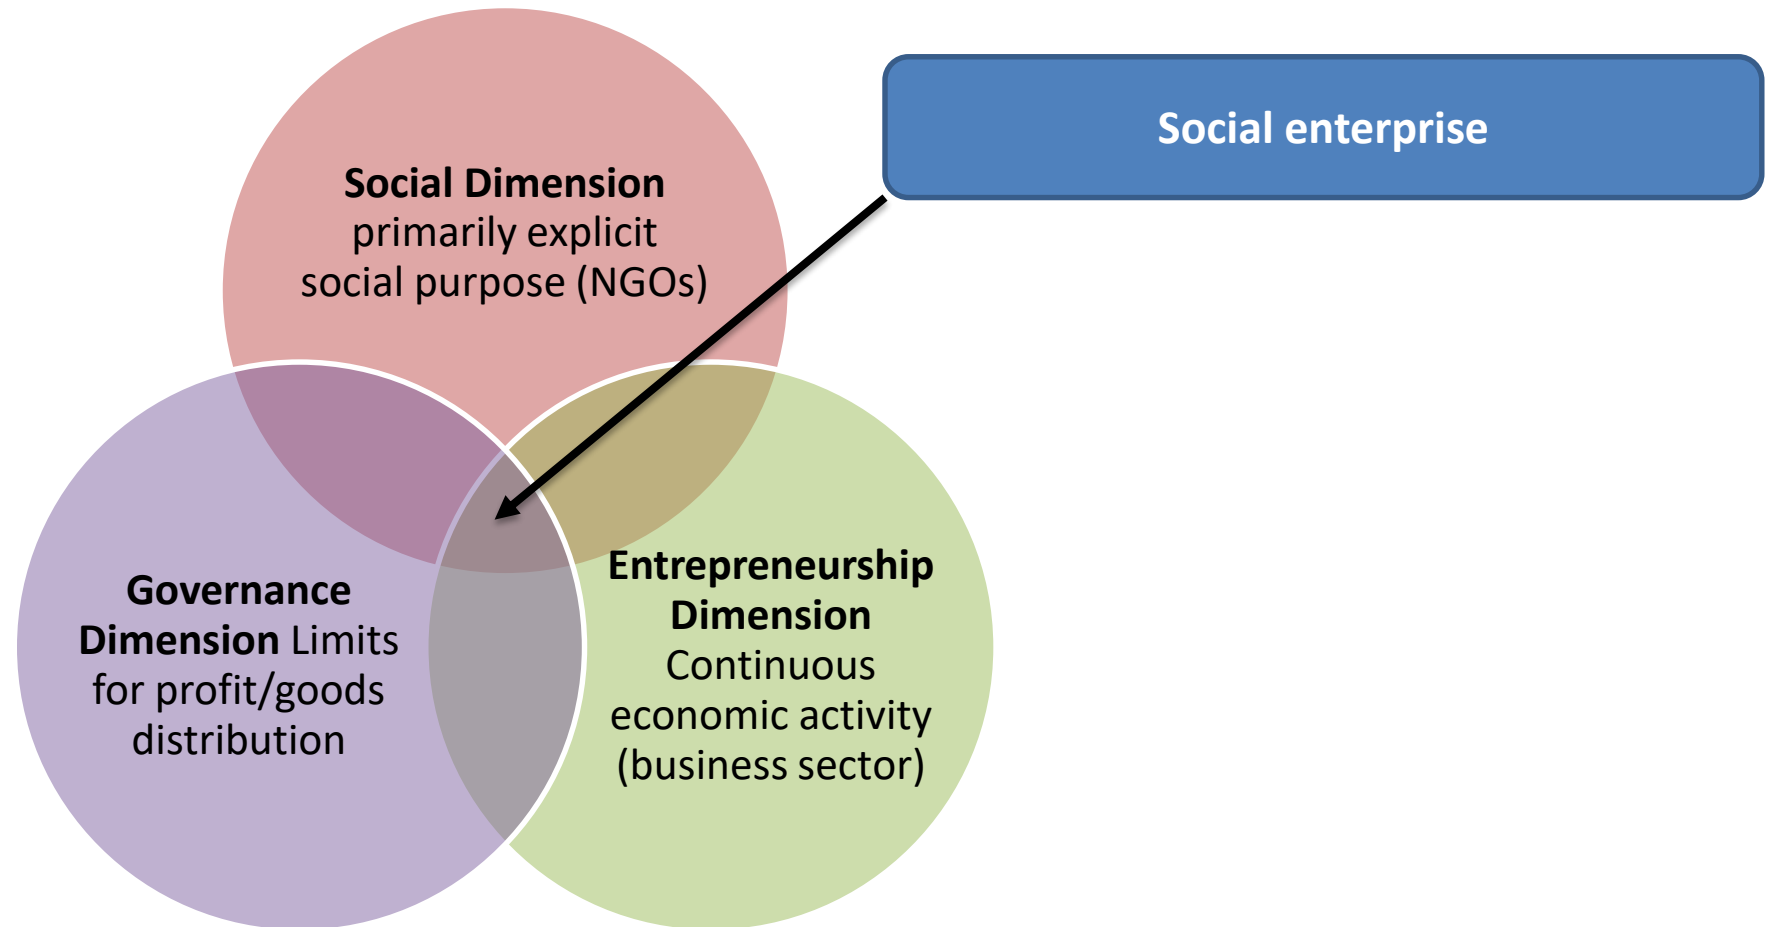 Social enterprise
Social Dimension
primarily explicit
social purpose (NGOs)
Governance
Dimension Limits
for profit/goods
distribution
Entrepreneurship
Dimension
Continuous
economic activity
(business sector)